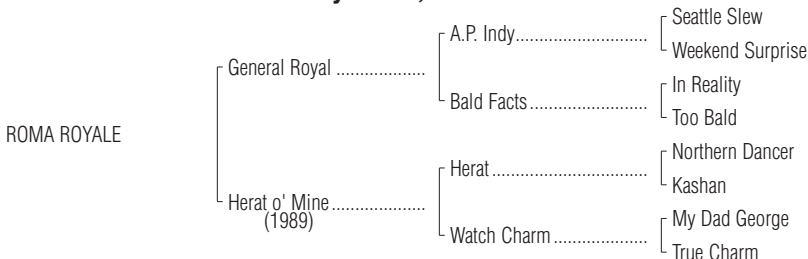 Seattle Slew
A.P. Indy
Weekend Surprise
General Royal
In Reality
Bald Facts
Too Bald
ROMA ROYALE
Northern Dancer
Herat
Kashan
Herat o' Mine
(1989)
My Dad George
Watch Charm
True Charm